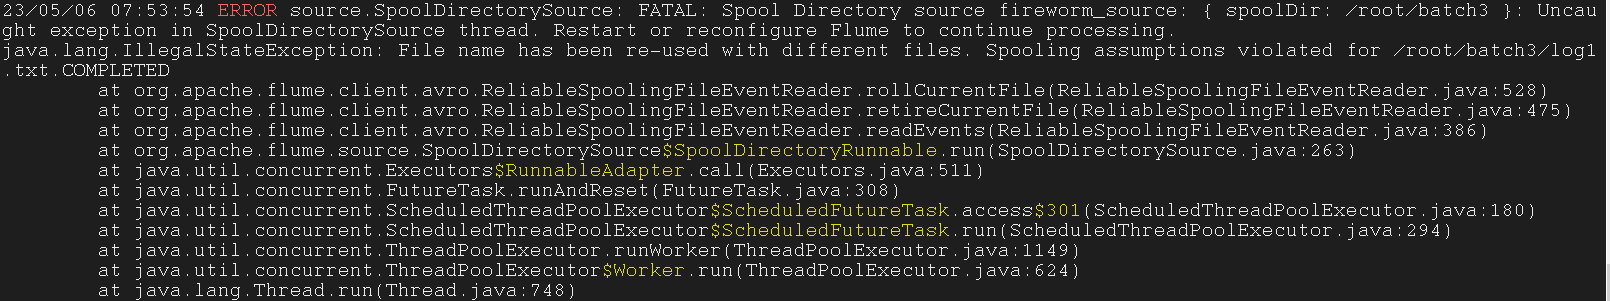 23/05/06 07:53:54 ERROR source.SpoolDirectorySource: FATAL: Spool Directory source fireworm_source: { spoolDir: /root/batch3 }: Uncau
ght exception in SpoolDirectorySource thread. Restart or reconfigure Flume to continue processing.
java.lang.IllegalStateException: File name has been re-used with different files. Spooling assumptions violated for /root/batch3/log1
.txt.COMPLETED
        at org.apache.flume.client.avro.ReliableSpoolingFileEventReader.rollCurrentFile(ReliableSpoolingFileEventReader.java:528)
        at org.apache.flume.client.avro.ReliableSpoolingFileEventReader.retireCurrentFile(ReliableSpoolingFileEventReader.java:475)
        at org.apache.flume.client.avro.ReliableSpoolingFileEventReader.readEvents(ReliableSpoolingFileEventReader.java:386)
        at org.apache.flume.source.SpoolDirectorySource$SpoolDirectoryRunnable.run(SpoolDirectorySource.java:263)
        at java.util.concurrent.Executors$RunnableAdapter.call(Executors.java:511)
        at java.util.concurrent.FutureTask.runAndReset(FutureTask.java:308)
        at java.util.concurrent.ScheduledThreadPoolExecutor$ScheduledFutureTask.access$301(ScheduledThreadPoolExecutor.java:180)
        at java.util.concurrent.ScheduledThreadPoolExecutor$ScheduledFutureTask.run(ScheduledThreadPoolExecutor.java:294)
        at java.util.concurrent.ThreadPoolExecutor.runWorker(ThreadPoolExecutor.java:1149)
        at java.util.concurrent.ThreadPoolExecutor$Worker.run(ThreadPoolExecutor.java:624)
        at java.lang.Thread.run(Thread.java:748)